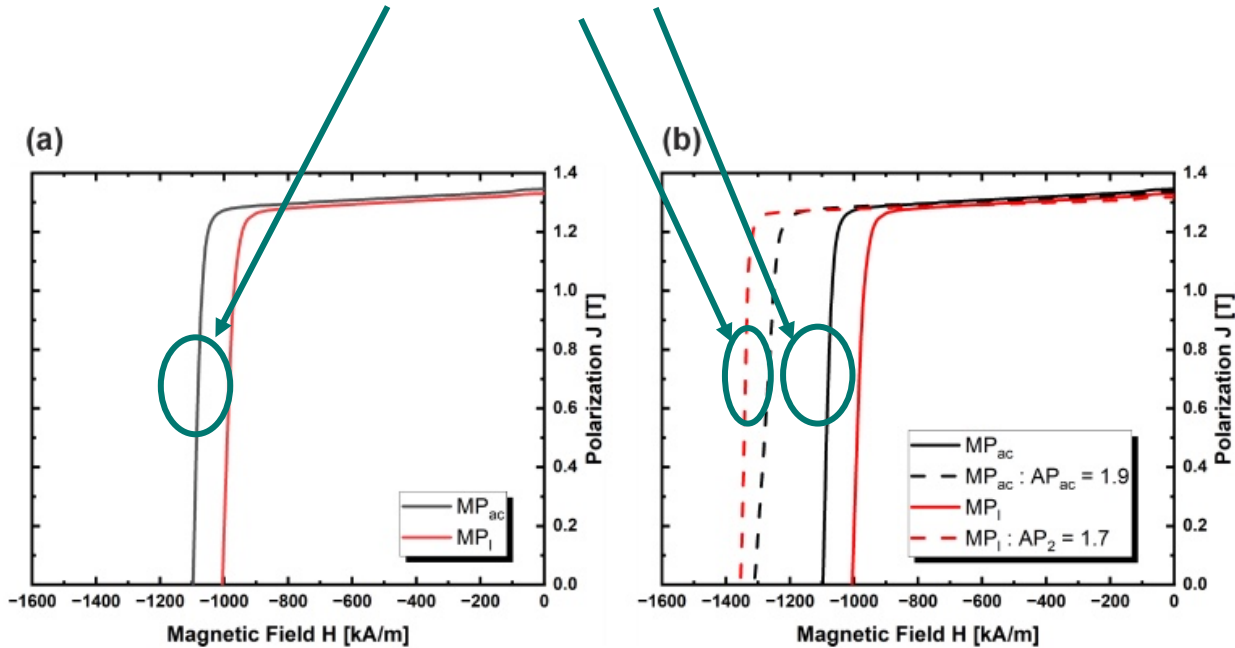 (a)
1.4
1.2
1.0
0.8
0.6
0.4
0.2
0.0
Polarization J [T]
MPac
MPl
−1600 −1400 −1200 −1000 −800 −600 −400 −200 0
Magnetic Field H [kA/m]
(b)
1.4
1.2
1.0
0.8
0.6
0.4
0.2
0.0
Polarization J [T]
MPac
MPac : APac = 1.9
MPl
MPl : AP2 = 1.7
−1600 −1400 −1200 −1000 −800 −600 −400 −200 0
Magnetic Field H [kA/m]